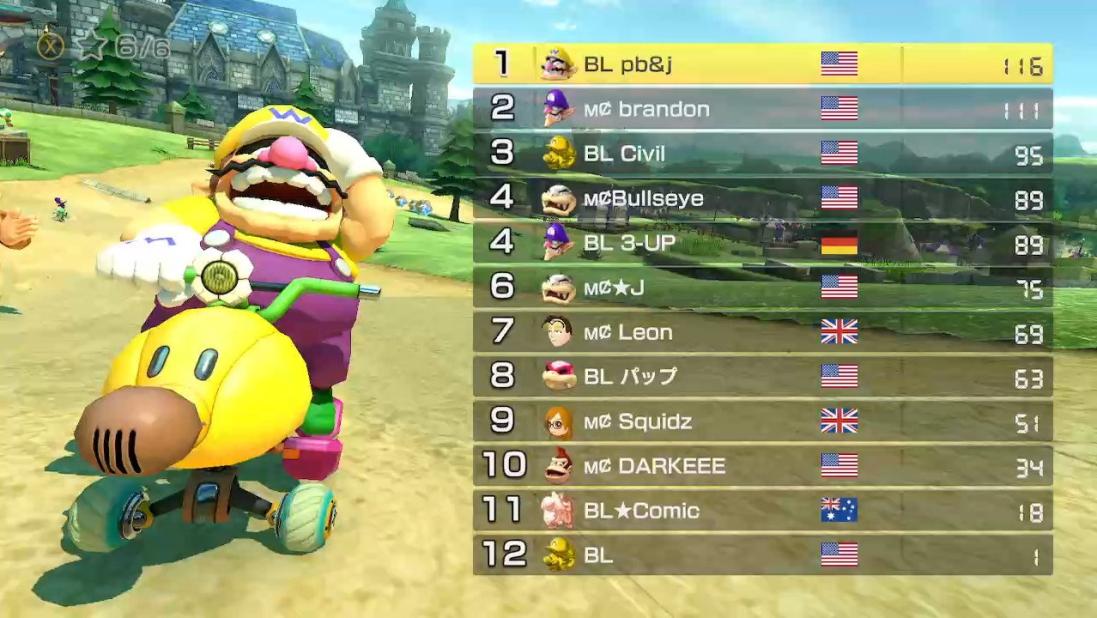 X 6/6
1 BL pb&j 116
2 M₡ brandon 111
3 BL Civil 95
4 M₡Bullseye 89
4 BL 3-UP 89
6 M₡★J 75
7 M₡ Leon 69
8 BL パップ 63
9 M₡ Squidz 51
10 M₡ DARKEEE 34
11 BL★Comic 18
12 BL 1
W